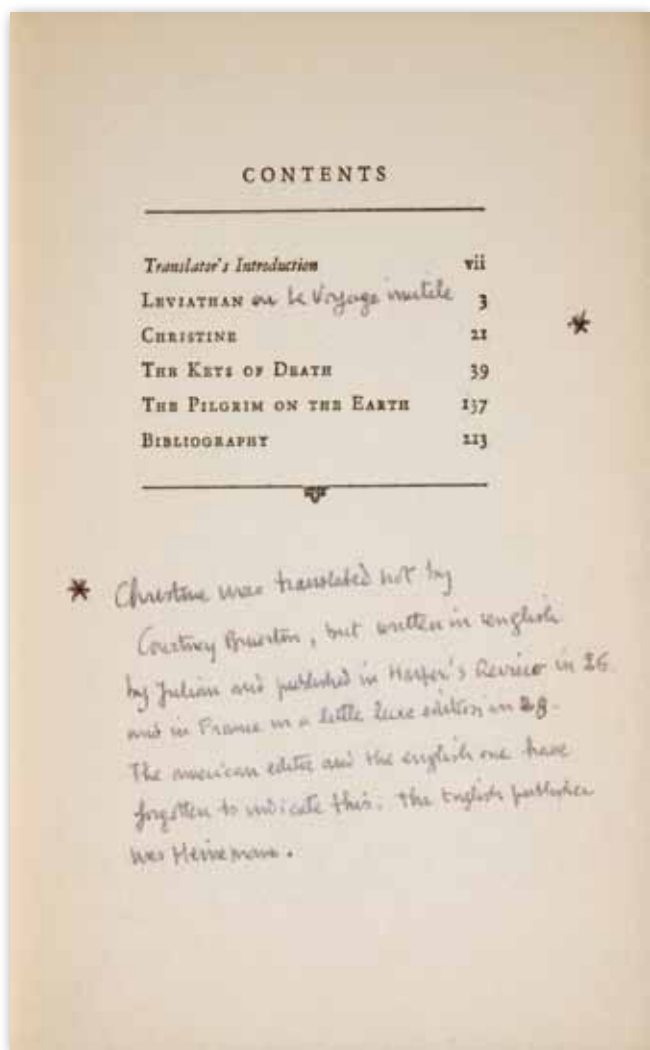 CONTENTS
Translator's Introduction vii
LEVIATHAN ou le Voyage inutile 3
*
CHRISTINE 21
THE KEYS OF DEATH 39
THE PILGRIM ON THE EARTH 137
BIBLIOGRAPHY 213
* Christine was translated not by
Courtney Bruerton, but written in english
by Julian and published in Harper's Review in 26
and in France in a little luxe edition in 28.
The american editor and the english one have
forgotten to indicate this. The English publisher
was Heinemann.